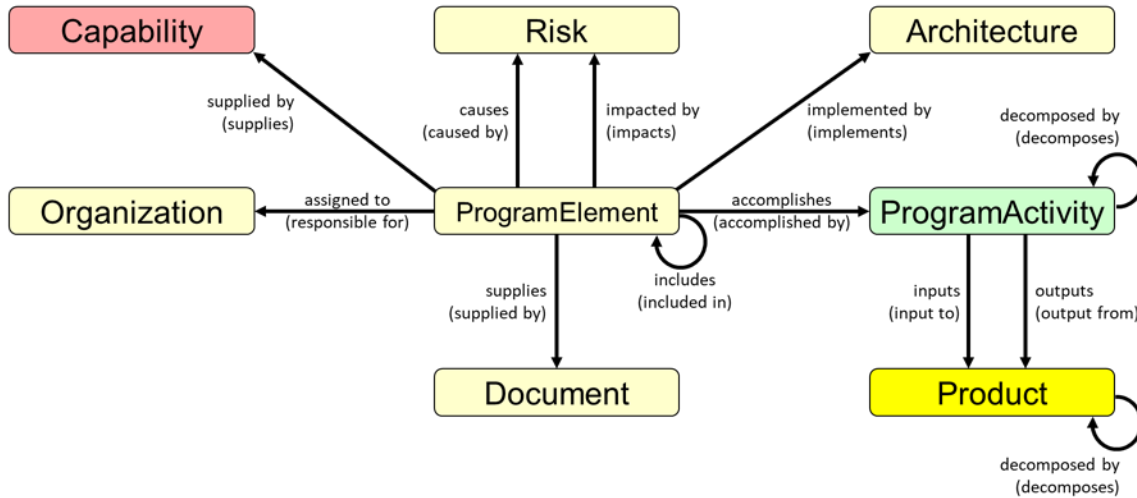 Capability
Risk
Architecture
supplied by
(supplies)
causes
(caused by)
impacted by
(impacts)
implemented by
(implements)
decomposed by
(decomposes)
Organization
assigned to
(responsible for)
ProgramElement
accomplishes
(accomplished by)
ProgramActivity
includes
(included in)
supplies
(supplied by)
inputs
(input to)
outputs
(output from)
Document
Product
decomposed by
(decomposes)